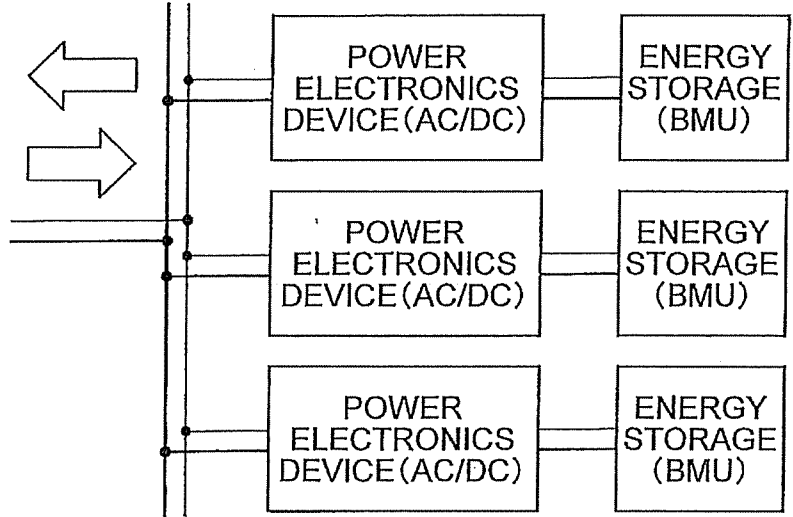 POWER
ELECTRONICS
DEVICE(AC/DC)
ENERGY
STORAGE
(BMU)
POWER
ELECTRONICS
DEVICE(AC/DC)
ENERGY
STORAGE
(BMU)
POWER
ELECTRONICS
DEVICE(AC/DC)
ENERGY
STORAGE
(BMU)